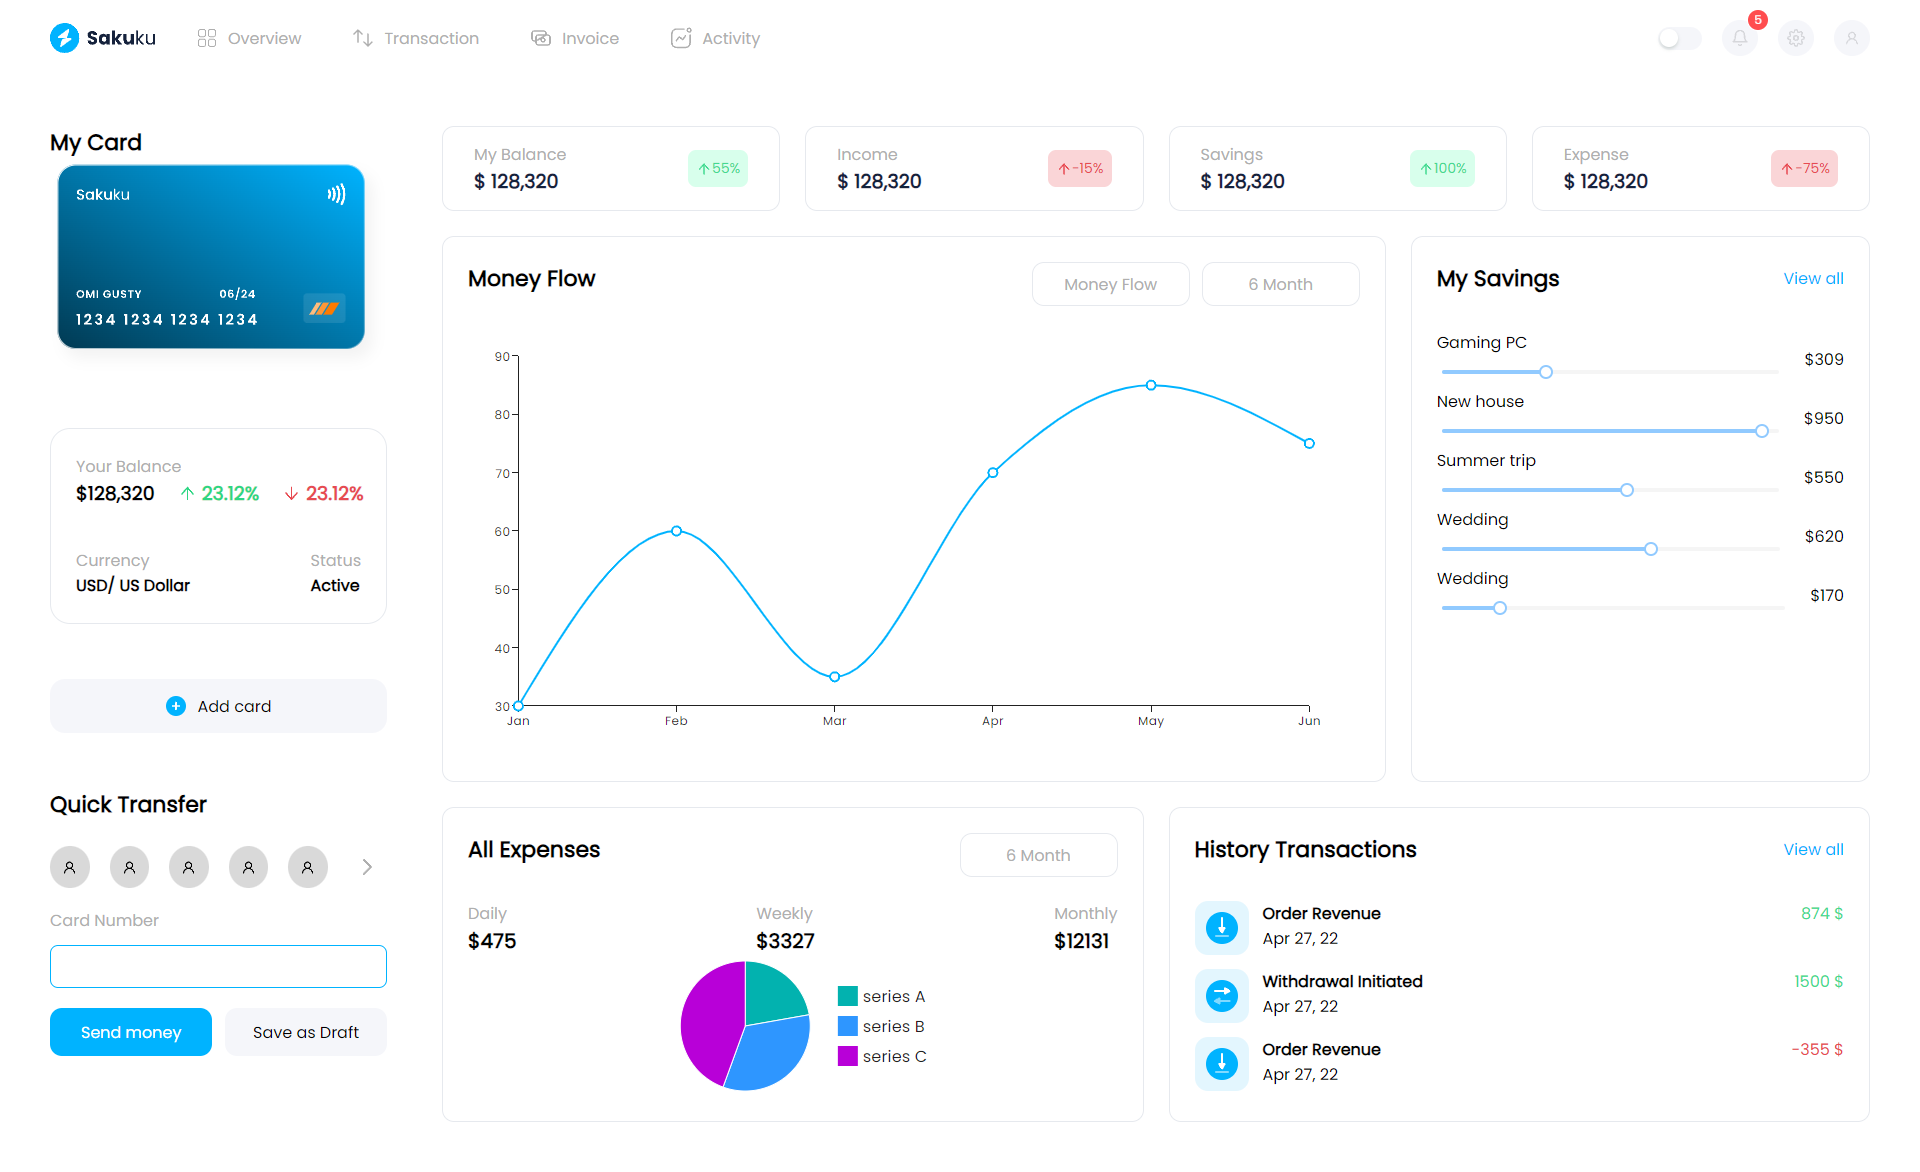 Sakuku
Overview
Transaction
Invoice
Activity
5
My Card
Sakuku
OMI GUSTY 06/24
1234 1234 1234 1234
Your Balance
$128,320 23.12% 23.12%
Currency Status
USD/ US Dollar Active
Add card
Quick Transfer
Card Number
Send money
Save as Draft
My Balance
$ 128,320
55%
Income
$ 128,320
-15%
Savings
$ 128,320
100%
Expense
$ 128,320
-75%
Money Flow
Money Flow
6 Month
90
80
70
60
50
40
30
Jan Feb Mar Apr May Jun
My Savings
View all
Gaming PC
$309
New house
$950
Summer trip
$550
Wedding
$620
Wedding
$170
All Expenses
6 Month
Daily Weekly Monthly
$475 $3327 $12131
series A
series B
series C
History Transactions
View all
Order Revenue
874 $
Apr 27, 22
Withdrawal Initiated
1500 $
Apr 27, 22
Order Revenue
-355 $
Apr 27, 22